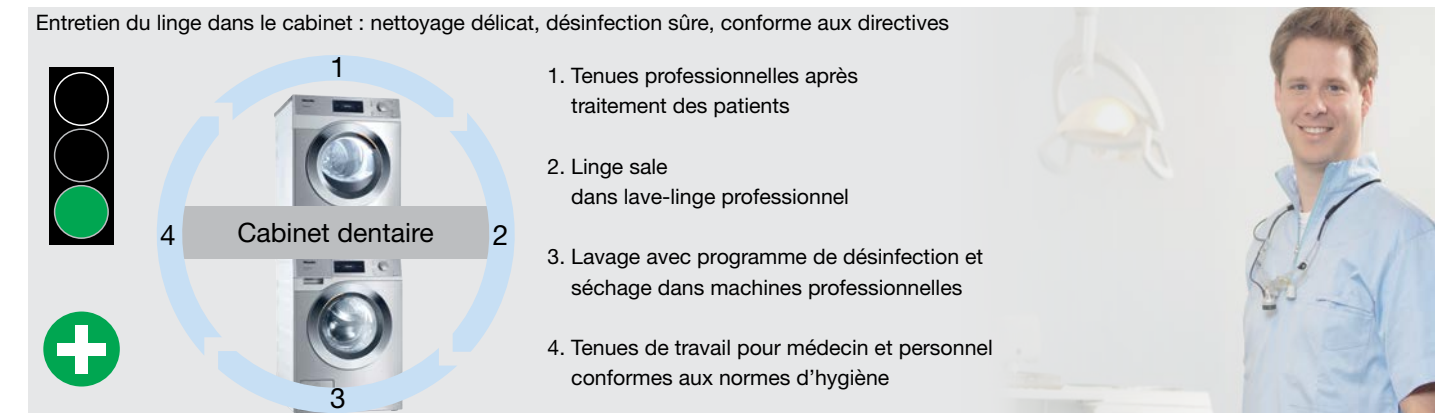 Entretien du linge dans le cabinet : nettoyage délicat, désinfection sûre, conforme aux directives
1
4
Cabinet dentaire
2
3
1. Tenues professionnelles après
traitement des patients
2. Linge sale
dans lave-linge professionnel
3. Lavage avec programme de désinfection et
séchage dans machines professionnelles
4. Tenues de travail pour médecin et personnel
conformes aux normes d’hygiène